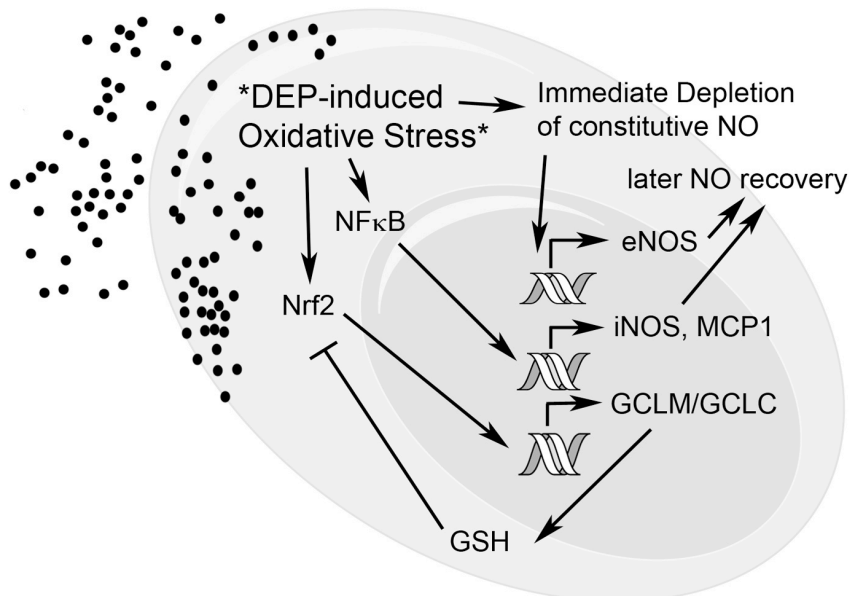 *DEP-induced
Oxidative Stress*
Immediate Depletion
of constitutive NO
later NO recovery
NFκB
eNOS
Nrf2
iNOS, MCP1
GCLM/GCLC
GSH